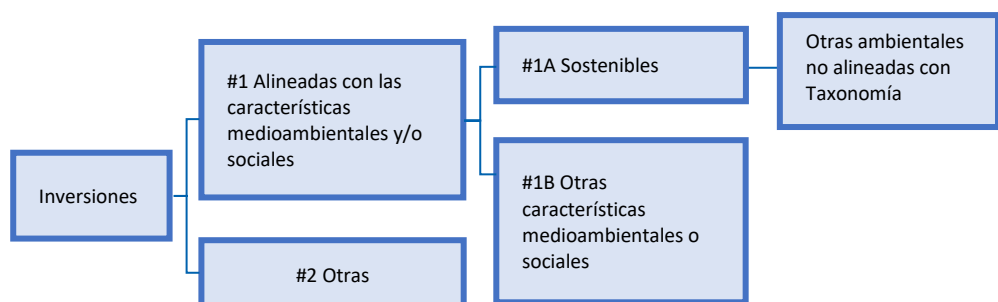 Inversiones
#1 Alineadas con las
características
medioambientales y/o
sociales
#2 Otras
#1A Sostenibles
#1B Otras
características
medioambientales o
sociales
Otras ambientales
no alineadas con
Taxonomía